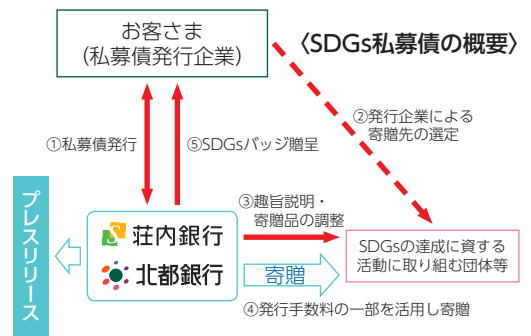 お客さま
(私募債発行企業)
〈SDGs私募債の概要〉
②発行企業による
寄贈先の選定
①私募債発行
⑤SDGsバッジ贈呈
プレスリリース
③趣旨説明・
寄贈品の調整
荘内銀行
北都銀行
寄贈
SDGsの達成に資する
活動に取り組む団体等
④発行手数料の一部を活用し寄贈